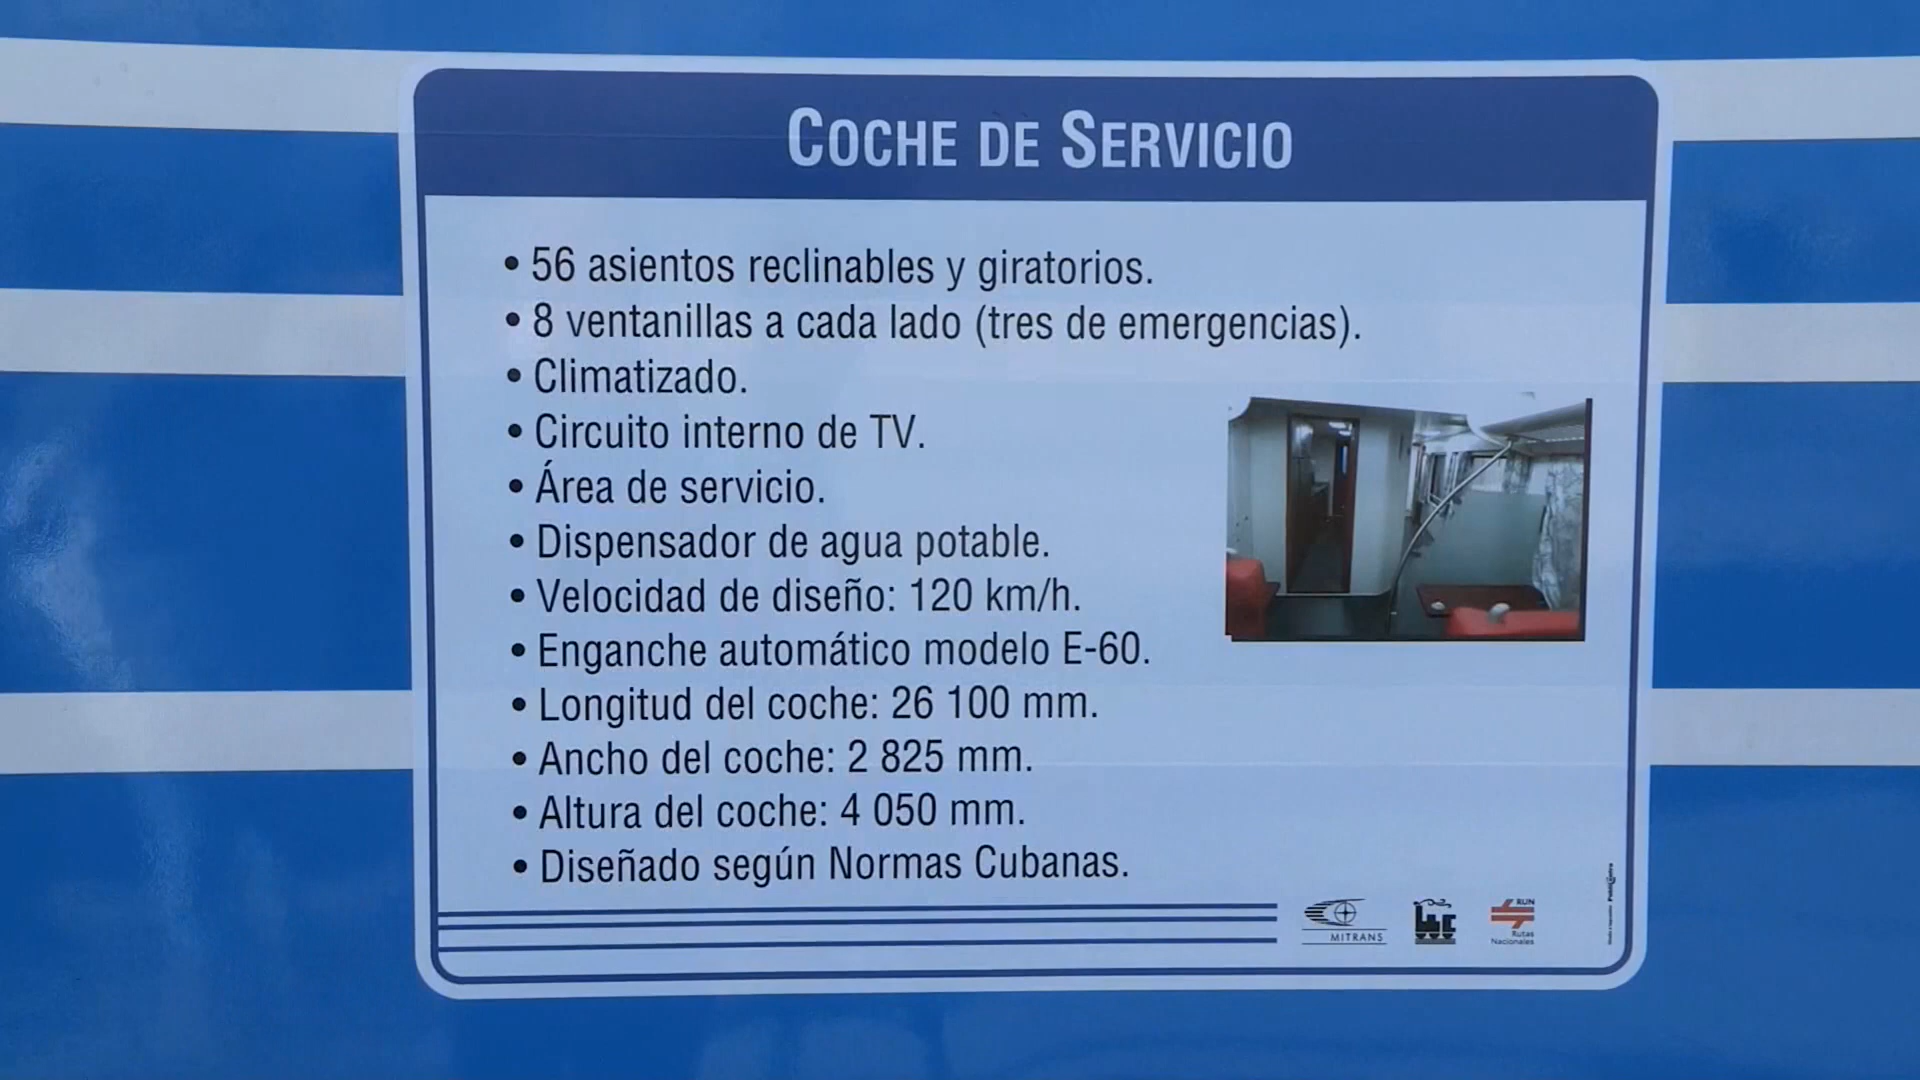 COCHE DE SERVICIO
• 56 asientos reclinables y giratorios.
• 8 ventanillas a cada lado (tres de emergencias).
• Climatizado.
• Circuito interno de TV.
• Área de servicio.
• Dispensador de agua potable.
• Velocidad de diseño: 120 km/h.
• Enganche automático modelo E-60.
• Longitud del coche: 26 100 mm.
• Ancho del coche: 2 825 mm.
• Altura del coche: 4 050 mm.
• Diseñado según Normas Cubanas.
MITRANS
RUN
Rutas
Nacionales